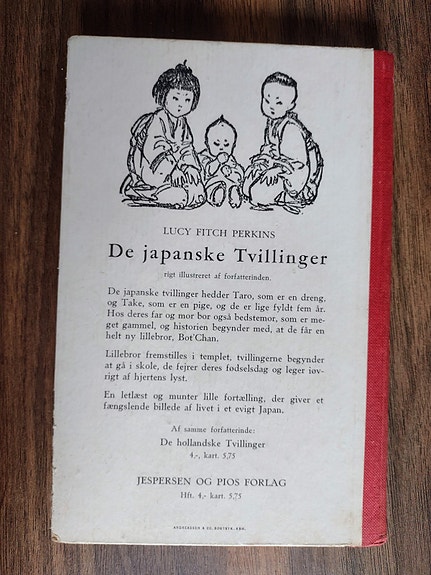 LUCY FITCH PERKINS
De japanske Tvillinger
rigt illustreret af forfatterinden.
De japanske tvillinger hedder Taro, som er en dreng,
og Take, som er en pige, og de er lige fyldt fem år.
Hos deres far og mor bor også bedstemor, som er me-
get gammel, og historien begynder med, at de får en
helt ny lillebror, Bot'Chan.
Lillebror fremstilles i templet, tvillingerne begynder
at gå i skole, de fejrer deres fødselsdag og leger iøv-
rigt af hjertens lyst.
En letlæst og munter lille fortælling, der giver et
fængslende billede af livet i et evigt Japan.
Af samme forfatterinde:
De hollandske Tvillinger
4,-, kart. 5,75
JESPERSEN OG PIOS FORLAG
Hft. 4,- kart. 5,75